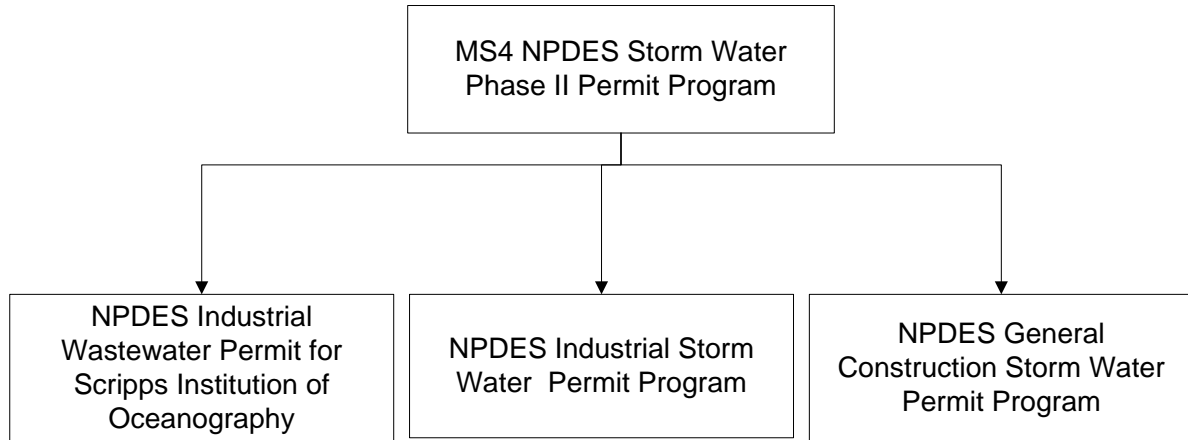 MS4 NPDES Storm Water
Phase II Permit Program
NPDES Industrial
Wastewater Permit for
Scripps Institution of
Oceanography
NPDES Industrial Storm
Water  Permit Program
NPDES General
Construction Storm Water
Permit Program